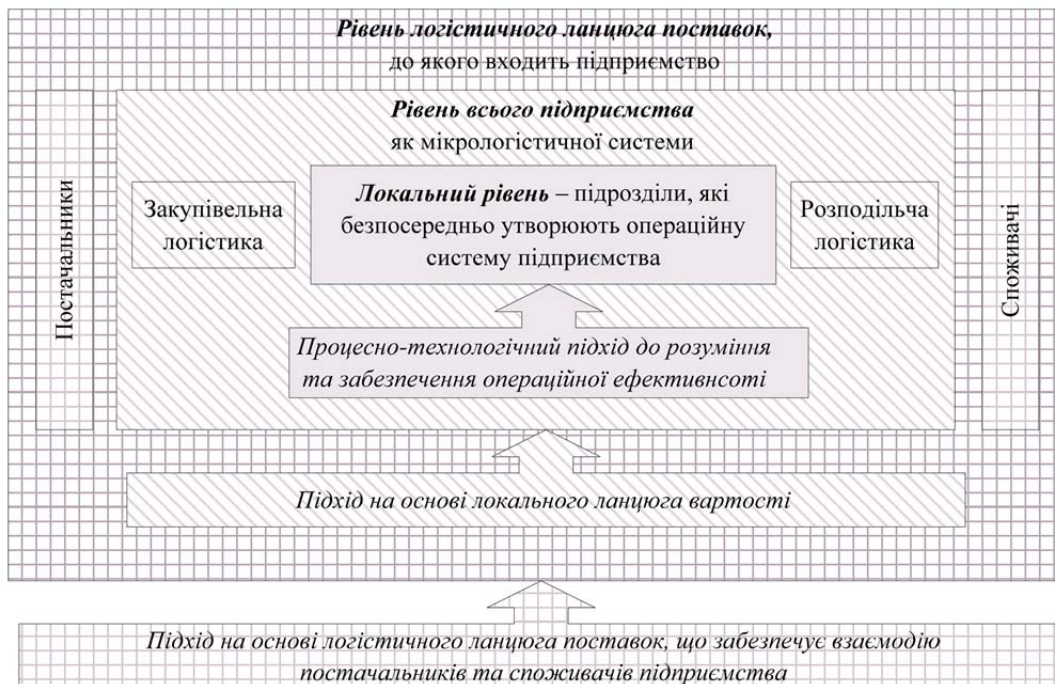 Рівень логістичного ланцюга поставок,
до якого входить підприємство
Рівень всього підприємства
як мікрологістичної системи
Постачальники
Закупівельна
логістика
Локальний рівень – підрозділи, які
безпосередньо утворюють операційну
систему підприємства
Розподільча
логістика
Споживачі
Процесно-технологічний підхід до розуміння
та забезпечення операційної ефективнсоті
Підхід на основі локального ланцюга вартості
Підхід на основі логістичного ланцюга поставок, що забезпечує взаємодію
постачальників та споживачів підприємства